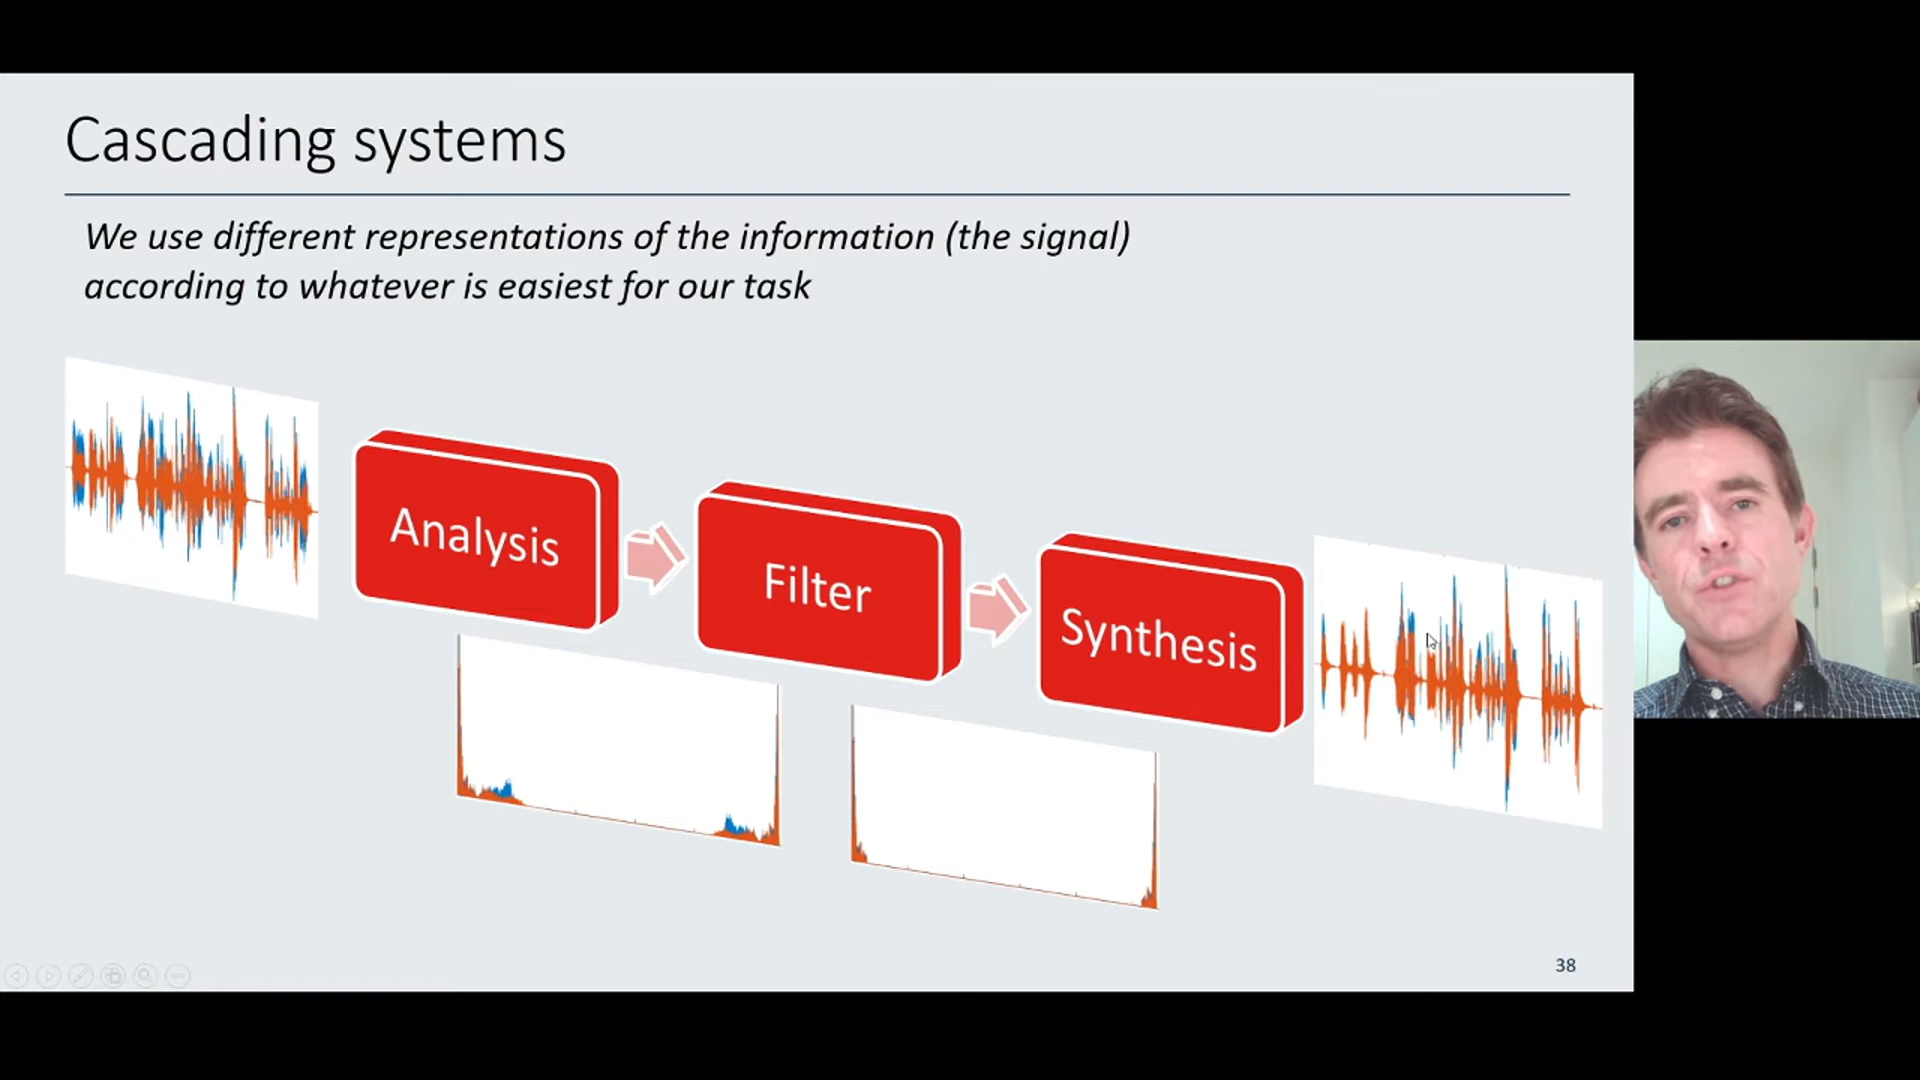 Cascading systems
We use different representations of the information (the signal)
according to whatever is easiest for our task
Analysis
Filter
Synthesis
38